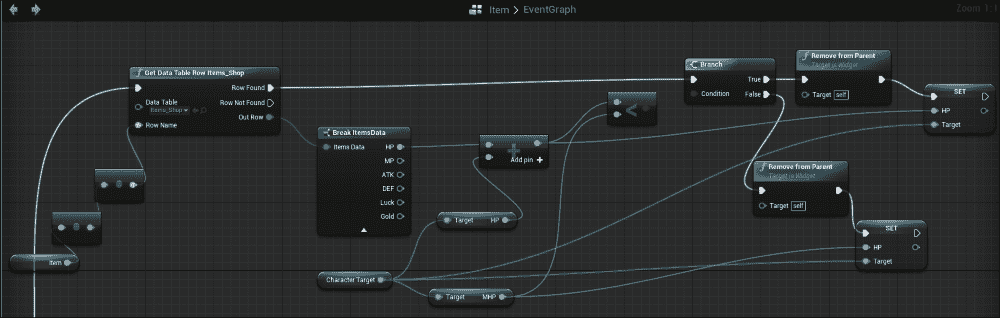 Item > EventGraph
Zoom 1:1
Get Data Table Row Items_Shop
Row Found
Data Table
Items_Shop
Row Not Found
Row Name
Out Row
Break ItemsData
Items Data
HP
MP
ATK
DEF
Luck
Gold
Item
Add pin +
Target
HP
Character Target
Target
MHP
<
Branch
True
Condition
False
Remove from Parent
Target is Widget
Target
self
SET
HP
Target
Remove from Parent
Target is Widget
Target
self
SET
HP
Target